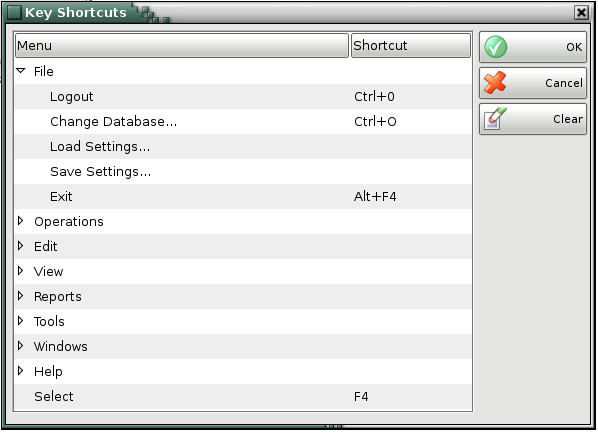 Key Shortcuts
Menu Shortcut
File
Logout Ctrl+0
Change Database... Ctrl+O
Load Settings...
Save Settings...
Exit Alt+F4
Operations
Edit
View
Reports
Tools
Windows
Help
Select F4
OK
Cancel
Clear